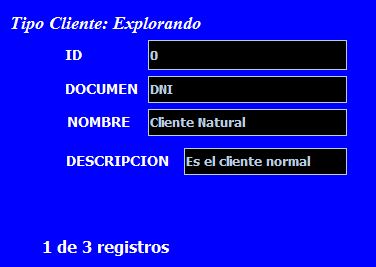 Tipo Cliente: Explorando
ID 0
DOCUMEN DNI
NOMBRE Cliente Natural
DESCRIPCION Es el cliente normal
1 de 3 registros